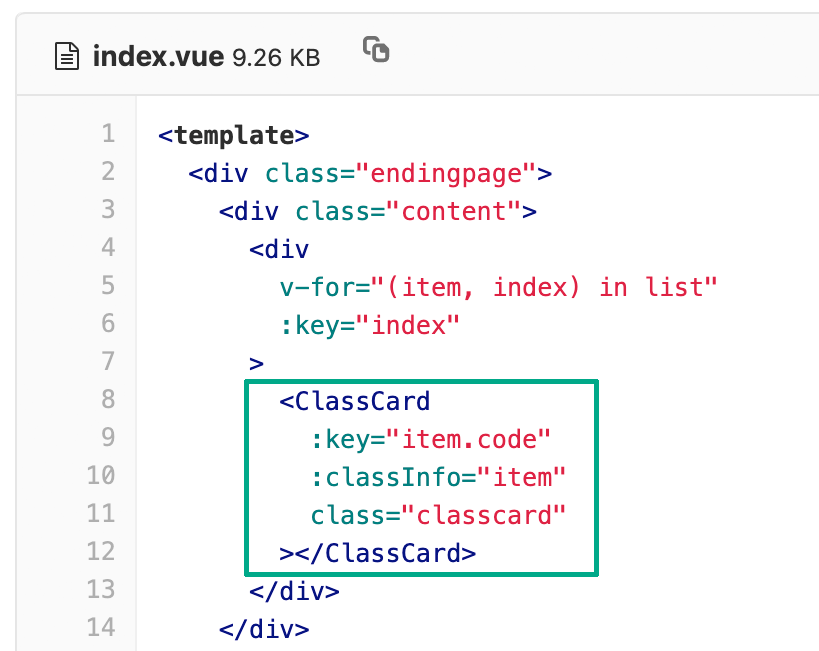 index.vue 9.26 KB
1 <template>
2   <div class="endingpage">
3     <div class="content">
4       <div
5         v-for="(item, index) in list"
6         :key="index"
7       >
8         <ClassCard
9           :key="item.code"
10           :classInfo="item"
11           class="classcard"
12         ></ClassCard>
13       </div>
14     </div>